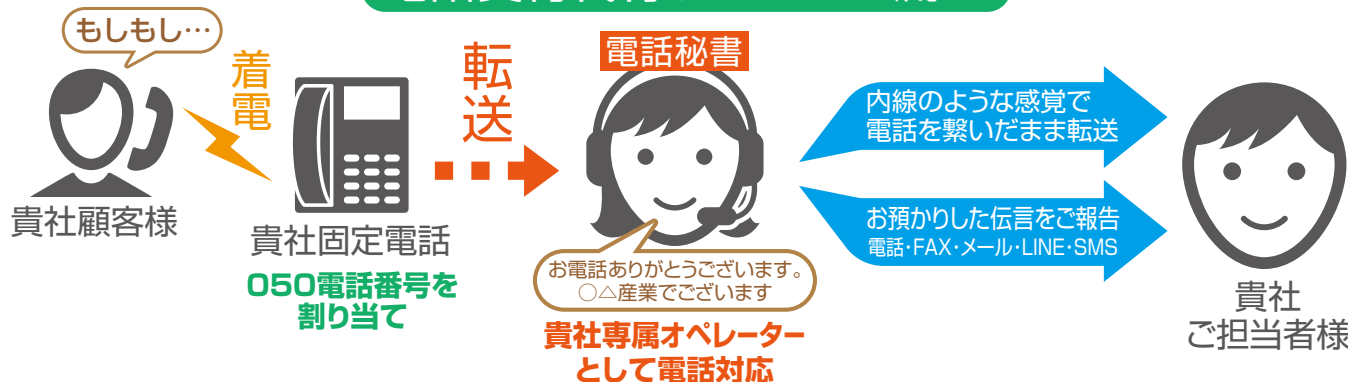 もしもし…
着電
転送
電話秘書
内線のような感覚で
電話を繋いだまま転送
お預かりした伝言をご報告
電話・FAX・メール・LINE・SMS
貴社顧客様
貴社固定電話
050電話番号を
割り当て
お電話ありがとうございます。
○△産業でございます
貴社専属オペレーター
として電話対応
貴社
ご担当者様